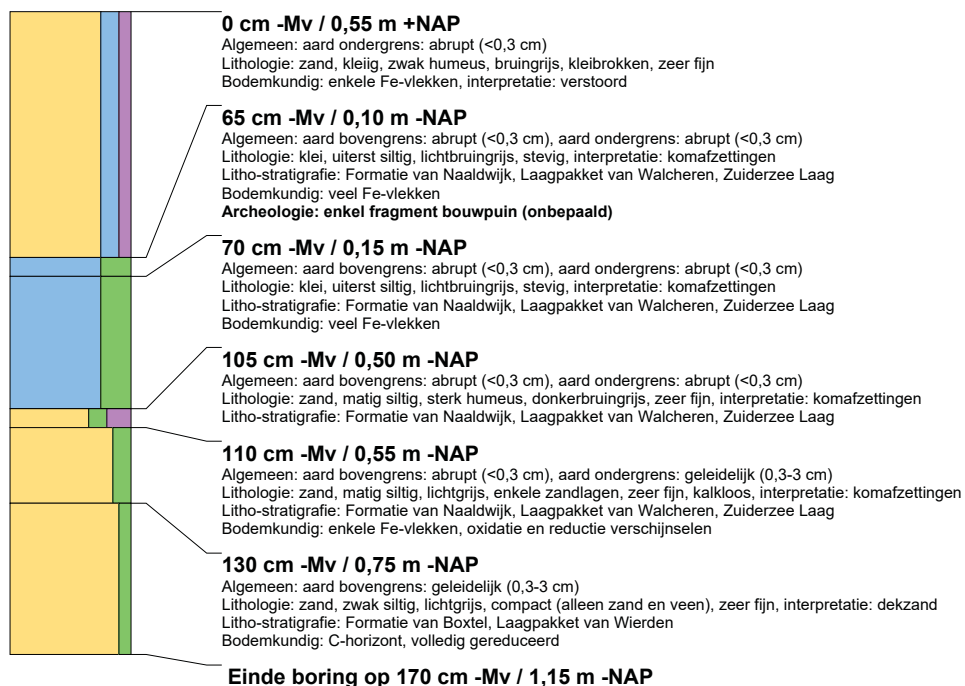 0 cm -Mv / 0,55 m +NAP
Algemeen: aard ondergrens: abrupt (<0,3 cm)
Lithologie: zand, kleiig, zwak humeus, bruingrijs, kleibrokken, zeer fijn
Bodemkundig: enkele Fe-vlekken, interpretatie: verstoord
65 cm -Mv / 0,10 m -NAP
Algemeen: aard bovengrens: abrupt (<0,3 cm), aard ondergrens: abrupt (<0,3 cm)
Lithologie: klei, uiterst siltig, lichtbruingrijs, stevig, interpretatie: komafzettingen
Litho-stratigrafie: Formatie van Naaldwijk, Laagpakket van Walcheren, Zuiderzee Laag
Bodemkundig: veel Fe-vlekken
Archeologie: enkel fragment bouwpuin (onbepaald)
70 cm -Mv / 0,15 m -NAP
Algemeen: aard bovengrens: abrupt (<0,3 cm), aard ondergrens: abrupt (<0,3 cm)
Lithologie: klei, uiterst siltig, lichtbruingrijs, stevig, interpretatie: komafzettingen
Litho-stratigrafie: Formatie van Naaldwijk, Laagpakket van Walcheren, Zuiderzee Laag
Bodemkundig: veel Fe-vlekken
105 cm -Mv / 0,50 m -NAP
Algemeen: aard bovengrens: abrupt (<0,3 cm), aard ondergrens: abrupt (<0,3 cm)
Lithologie: zand, matig siltig, sterk humeus, donkerbruingrijs, zeer fijn, interpretatie: komafzettingen
Litho-stratigrafie: Formatie van Naaldwijk, Laagpakket van Walcheren, Zuiderzee Laag
110 cm -Mv / 0,55 m -NAP
Algemeen: aard bovengrens: abrupt (<0,3 cm), aard ondergrens: geleidelijk (0,3-3 cm)
Lithologie: zand, matig siltig, lichtgrijs, enkele zandlagen, zeer fijn, kalkloos, interpretatie: komafzettingen
Litho-stratigrafie: Formatie van Naaldwijk, Laagpakket van Walcheren, Zuiderzee Laag
Bodemkundig: enkele Fe-vlekken, oxidatie en reductie verschijnselen
130 cm -Mv / 0,75 m -NAP
Algemeen: aard bovengrens: geleidelijk (0,3-3 cm)
Lithologie: zand, zwak siltig, lichtgrijs, compact (alleen zand en veen), zeer fijn, interpretatie: dekzand
Litho-stratigrafie: Formatie van Boxtel, Laagpakket van Wierden
Bodemkundig: C-horizont, volledig gereduceerd
Einde boring op 170 cm -Mv / 1,15 m -NAP